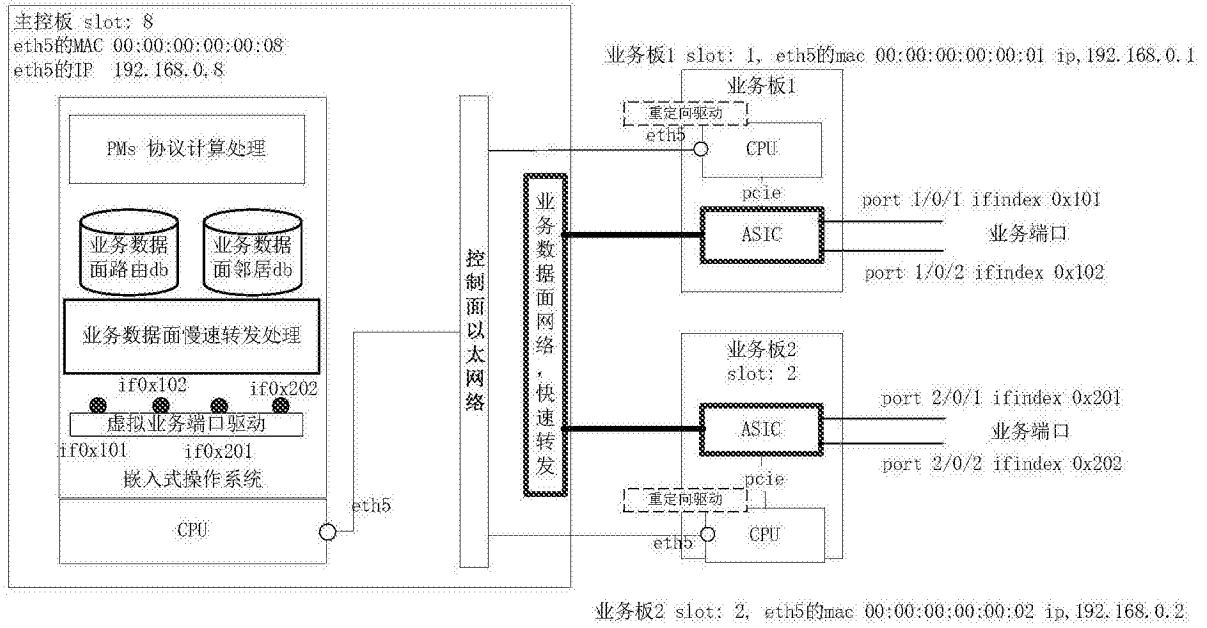 主控板 slot: 8
eth5的MAC 00:00:00:00:00:08
eth5的IP 192.168.0.8
PMs 协议计算处理
业务数据
面路由db
业务数据
面邻居db
业务数据面慢速转发处理
if0x102
if0x202
虚拟业务端口驱动
if0x101
if0x201
嵌入式操作系统
CPU
eth5
控制面以太网络
业务数据面网络，快速转发
业务板1 slot: 1, eth5的mac 00:00:00:00:00:01 ip,192.168.0.1
业务板1
重定向驱动
eth5
CPU
pcie
ASIC
port 1/0/1 ifindex 0x101
业务端口
port 1/0/2 ifindex 0x102
业务板2
slot: 2
ASIC
port 2/0/1 ifindex 0x201
业务端口
port 2/0/2 ifindex 0x202
pcie
重定向驱动
eth5
CPU
业务板2 slot: 2, eth5的mac 00:00:00:00:00:02 ip,192.168.0.2